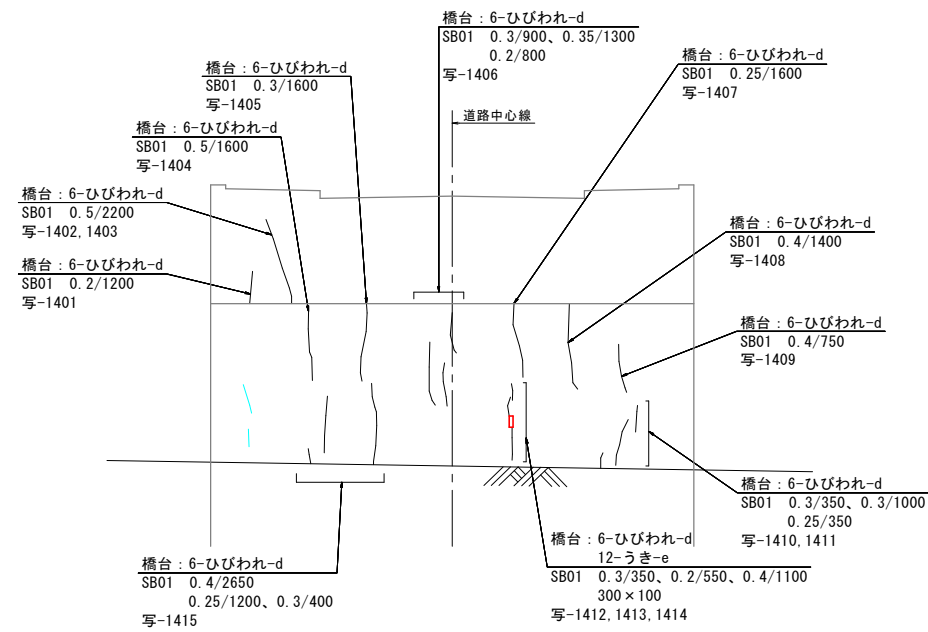 橋台：6-ひびわれ-d
SB01　0.3/900、0.35/1300
0.2/800
写-1406
橋台：6-ひびわれ-d
SB01　0.25/1600
写-1407
橋台：6-ひびわれ-d
SB01　0.3/1600
写-1405
道路中心線
橋台：6-ひびわれ-d
SB01　0.5/1600
写-1404
橋台：6-ひびわれ-d
SB01　0.5/2200
写-1402,1403
橋台：6-ひびわれ-d
SB01　0.4/1400
写-1408
橋台：6-ひびわれ-d
SB01　0.2/1200
写-1401
橋台：6-ひびわれ-d
SB01　0.4/750
写-1409
橋台：6-ひびわれ-d
SB01　0.3/350、0.3/1000
0.25/350
写-1410,1411
橋台：6-ひびわれ-d
12-うき-e
SB01　0.3/350、0.2/550、0.4/1100
300×100
写-1412,1413,1414
橋台：6-ひびわれ-d
SB01　0.4/2650
0.25/1200、0.3/400
写-1415